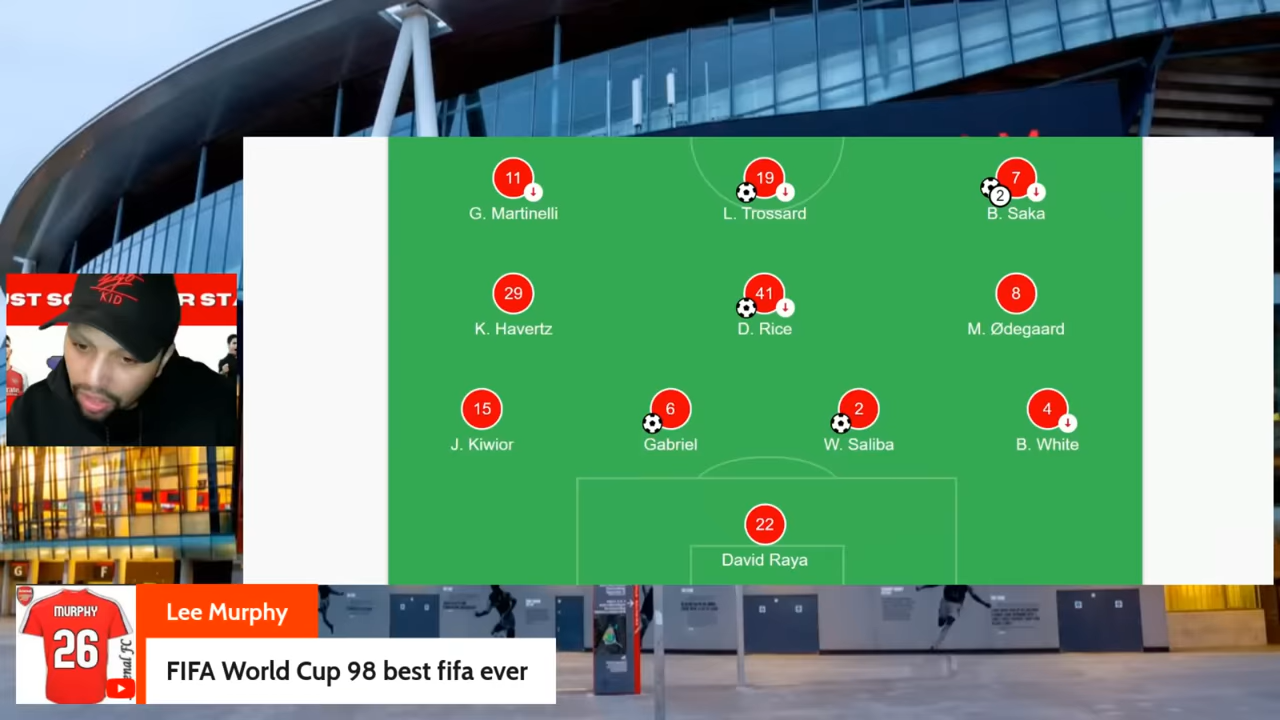 11
G. Martinelli
19
L. Trossard
7
2
B. Saka
29
K. Havertz
41
D. Rice
8
M. Ødegaard
15
J. Kiwior
6
Gabriel
2
W. Saliba
4
B. White
22
David Raya
KID
G
F
MURPHY
26
Lee Murphy
FIFA World Cup 98 best fifa ever